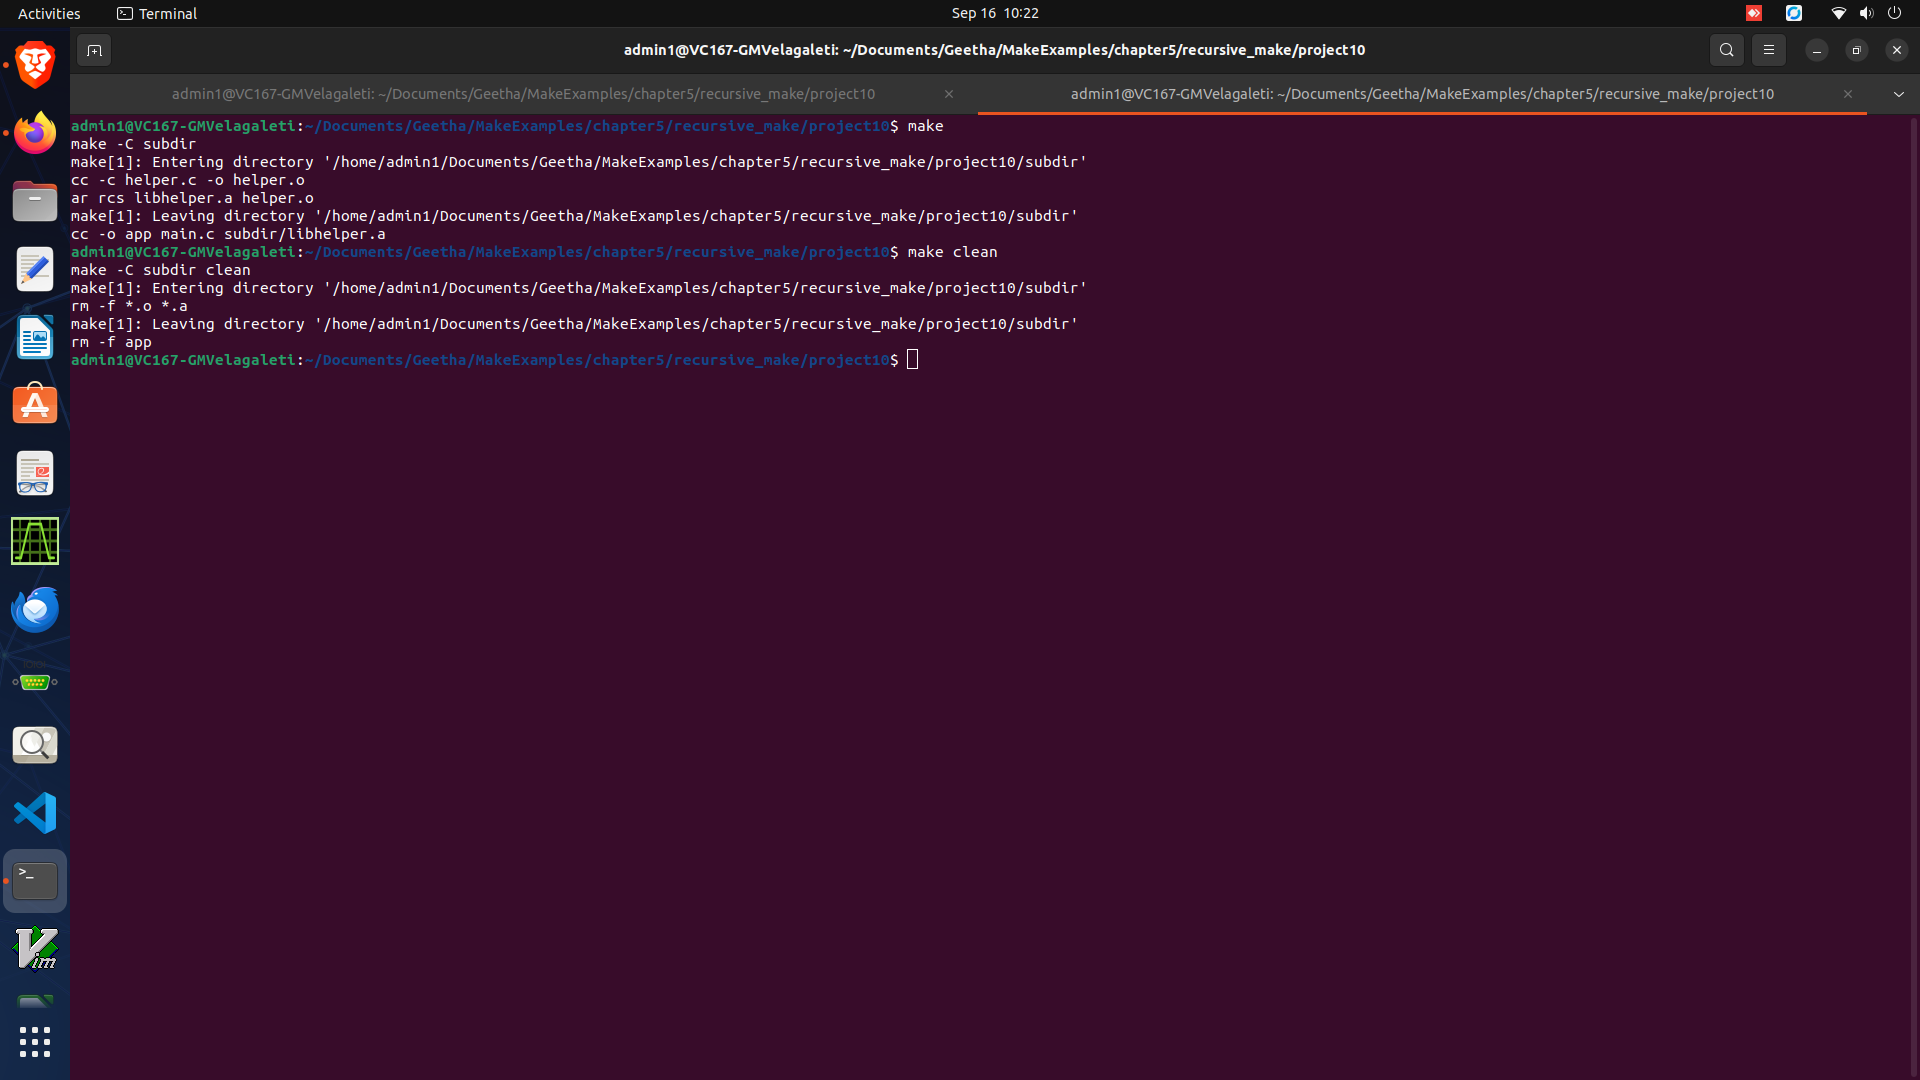 Activities
Terminal
Sep 16 10:22
admin1@VC167-GMVelagaleti: ~/Documents/Geetha/MakeExamples/chapter5/recursive_make/project10
admin1@VC167-GMVelagaleti: ~/Documents/Geetha/MakeExamples/chapter5/recursive_make/project10
admin1@VC167-GMVelagaleti: ~/Documents/Geetha/MakeExamples/chapter5/recursive_make/project10
admin1@VC167-GMVelagaleti:~/Documents/Geetha/MakeExamples/chapter5/recursive_make/project10$ make
make -C subdir
make[1]: Entering directory '/home/admin1/Documents/Geetha/MakeExamples/chapter5/recursive_make/project10/subdir'
cc -c helper.c -o helper.o
ar rcs libhelper.a helper.o
make[1]: Leaving directory '/home/admin1/Documents/Geetha/MakeExamples/chapter5/recursive_make/project10/subdir'
cc -o app main.c subdir/libhelper.a
admin1@VC167-GMVelagaleti:~/Documents/Geetha/MakeExamples/chapter5/recursive_make/project10$ make clean
make -C subdir clean
make[1]: Entering directory '/home/admin1/Documents/Geetha/MakeExamples/chapter5/recursive_make/project10/subdir'
rm -f *.o *.a
make[1]: Leaving directory '/home/admin1/Documents/Geetha/MakeExamples/chapter5/recursive_make/project10/subdir'
rm -f app
admin1@VC167-GMVelagaleti:~/Documents/Geetha/MakeExamples/chapter5/recursive_make/project10$
>_
Vim